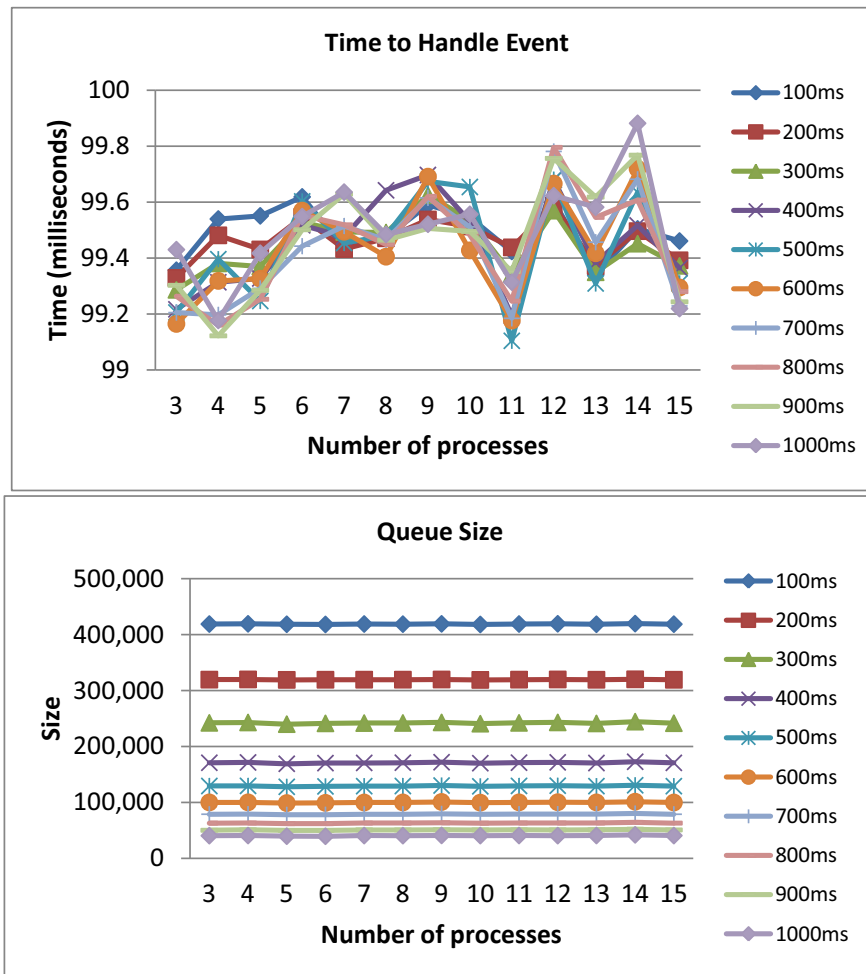 Time to Handle Event
Time (milliseconds)
100
99.8
99.6
99.4
99.2
99
3 4 5 6 7 8 9 10 11 12 13 14 15
Number of processes
100ms
200ms
300ms
400ms
500ms
600ms
700ms
800ms
900ms
1000ms
Queue Size
Size
500,000
400,000
300,000
200,000
100,000
0
3 4 5 6 7 8 9 10 11 12 13 14 15
Number of processes
100ms
200ms
300ms
400ms
500ms
600ms
700ms
800ms
900ms
1000ms